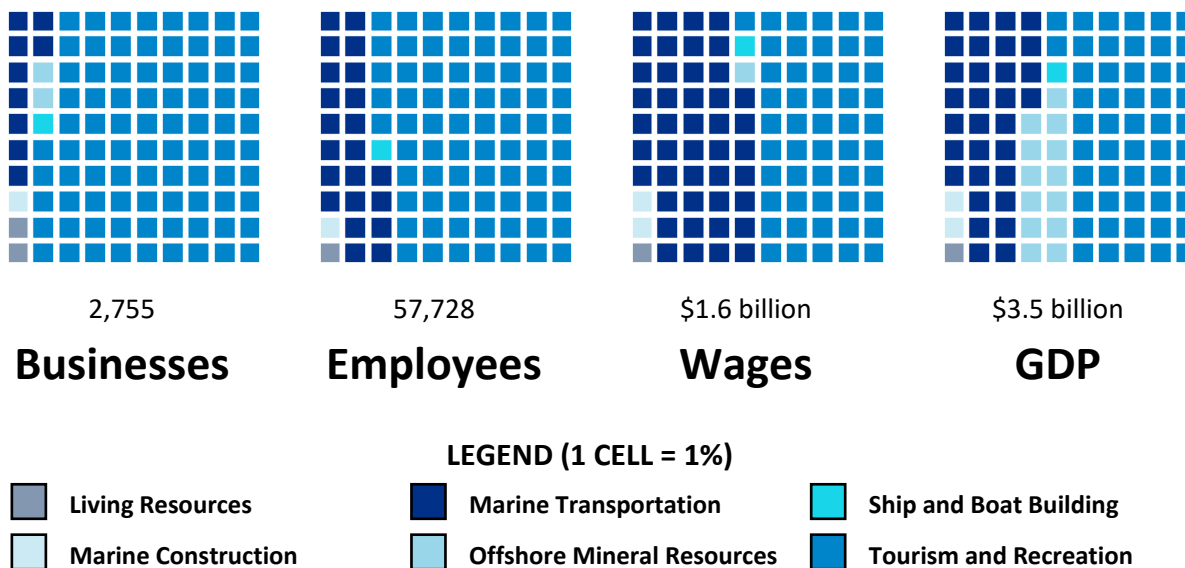 2,755
57,728
$1.6 billion
$3.5 billion
Businesses
Employees
Wages
GDP
LEGEND (1 CELL = 1%)
Living Resources
Marine Transportation
Ship and Boat Building
Marine Construction
Offshore Mineral Resources
Tourism and Recreation